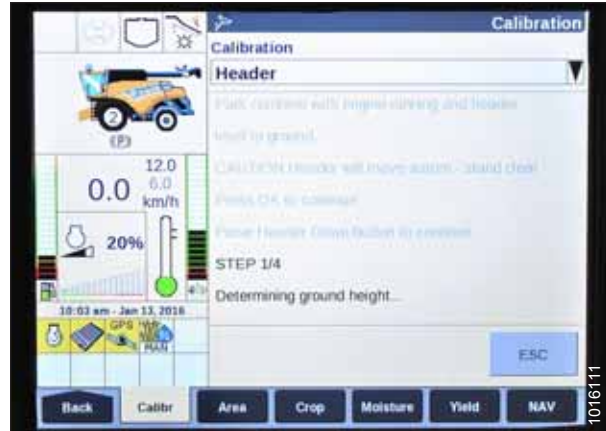 Calibration
Calibration
Header
Park combine with engine running and header
level to ground.
CAUTION Header will move
stand clear
Press OK to continue
Press Header Down button to continue
STEP 1/4
Determining ground height...
ESC
2
(P)
12.0
0.0
6.0
km/h
20%
10:03 am - Jan 13, 2016
GPS
MAN
Back
Calibr
Area
Crop
Moisture
Yield
NAV
1016111